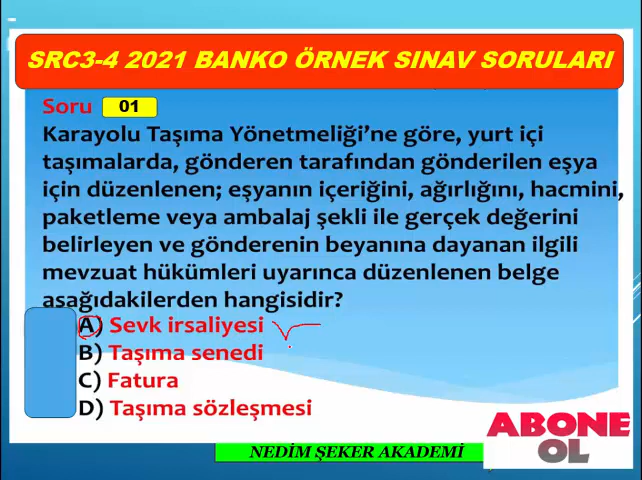 SRC3-4 2021 BANKO ÖRNEK SINAV SORULARI
Soru 01
Karayolu Taşıma Yönetmeliği’ne göre, yurt içi
taşımalarda, gönderen tarafından gönderilen eşya
için düzenlenen; eşyanın içeriğini, ağırlığını, hacmini,
paketleme veya ambalaj şekli ile gerçek değerini
belirleyen ve gönderenin beyanına dayanan ilgili
mevzuat hükümleri uyarınca düzenlenen belge
aşağıdakilerden hangisidir?
A) Sevk irsaliyesi
B) Taşıma senedi
C) Fatura
D) Taşıma sözleşmesi
ABONE
OL
NEDİM ŞEKER AKADEMİ